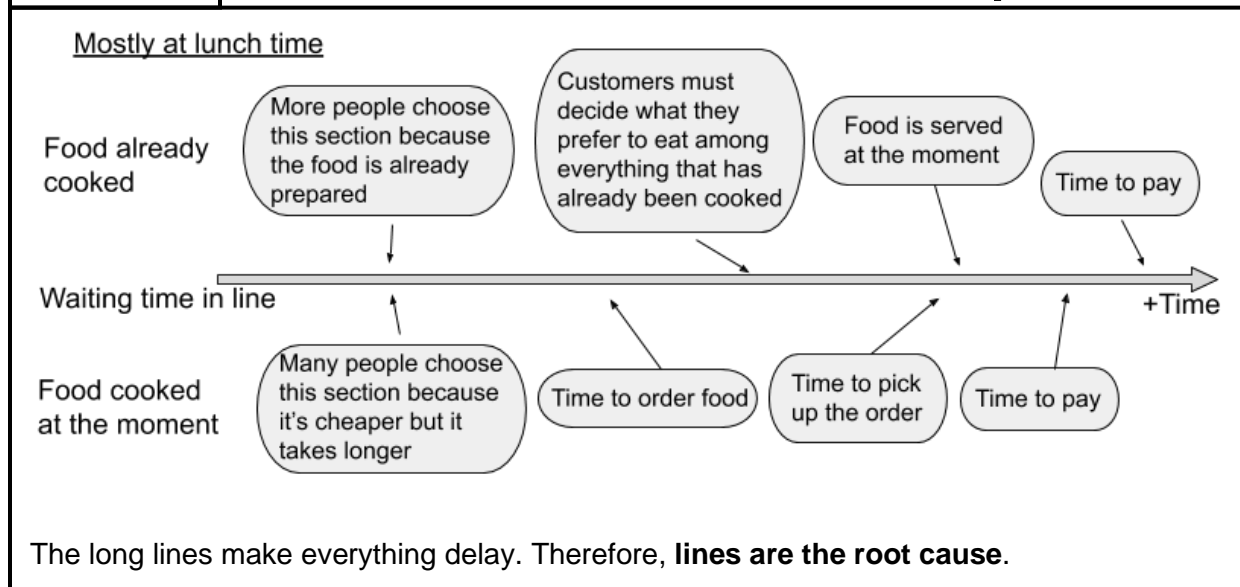 Mostly at lunch time
Food already
cooked
More people choose
this section because
the food is already
prepared
Customers must
decide what they
prefer to eat among
everything that has
already been cooked
Food is served
at the moment
Time to pay
Waiting time in line
+Time
Food cooked
at the moment
Many people choose
this section because
it's cheaper but it
takes longer
Time to order food
Time to pick
up the order
Time to pay
The long lines make everything delay. Therefore, lines are the root cause.